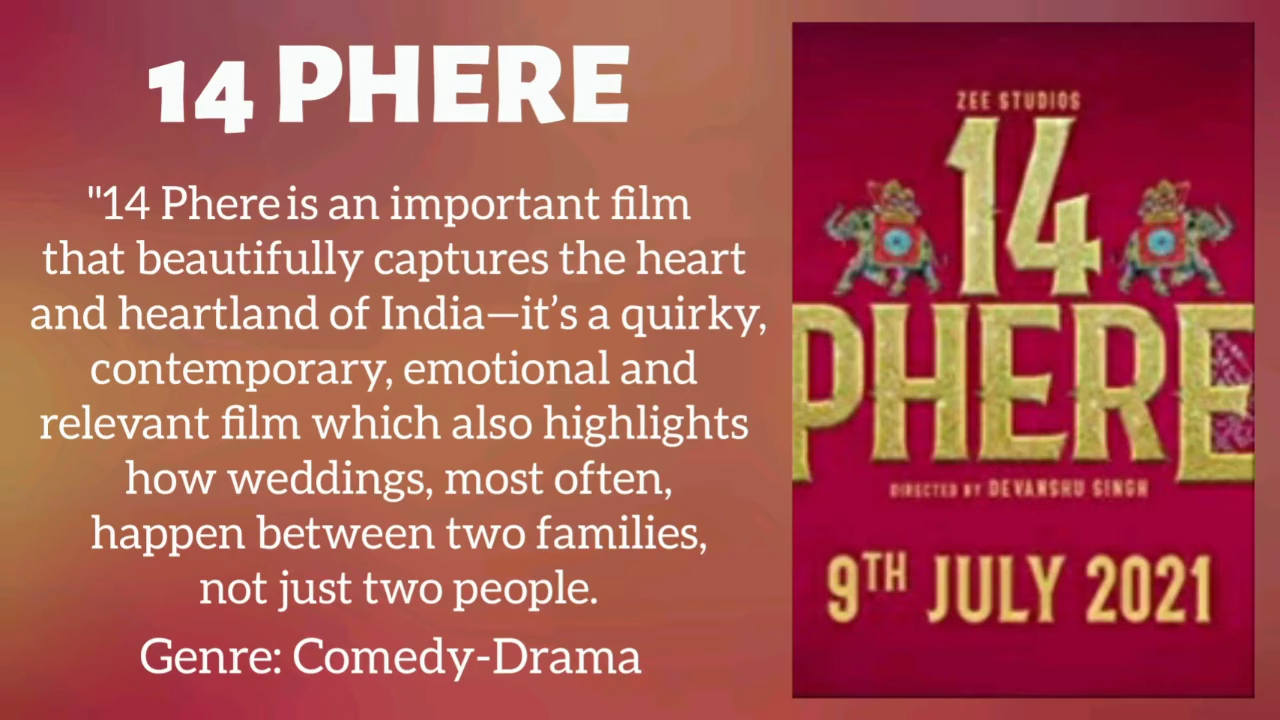 14 PHERE
"14 Phere is an important film
that beautifully captures the heart
and heartland of India—it’s a quirky,
contemporary, emotional and
relevant film which also highlights
how weddings, most often,
happen between two families,
not just two people.
Genre: Comedy-Drama
ZEE STUDIOS
14
PHERE
DIRECTED BY DEVANSHU SINGH
9TH JULY 2021